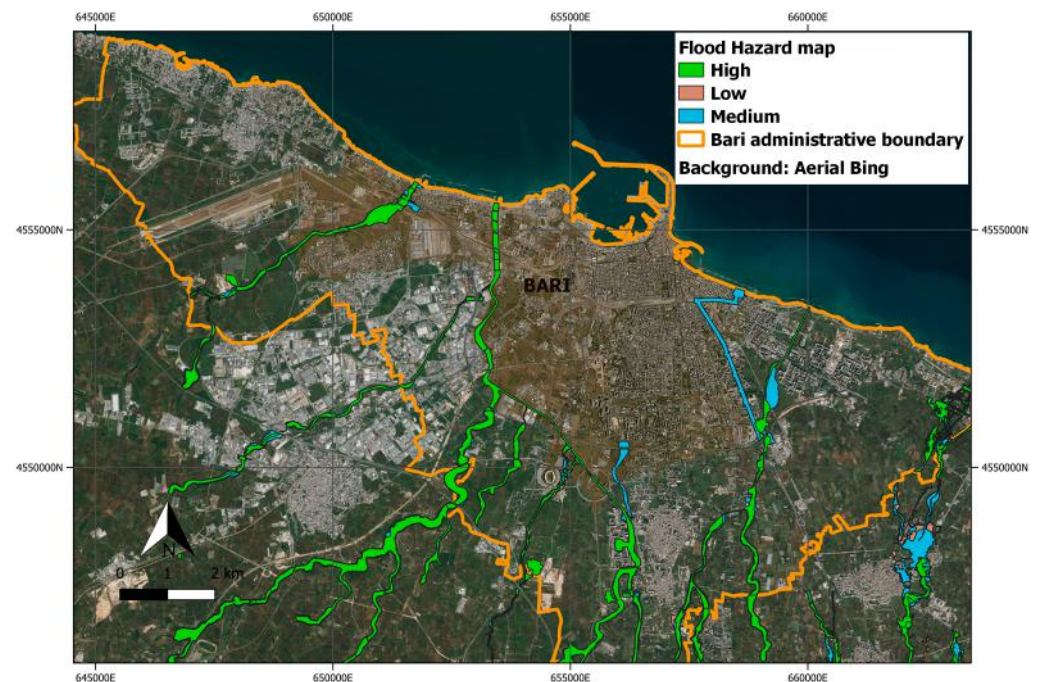 645000E 650000E 655000E 660000E
Flood Hazard map
High
Low
Medium
Bari administrative boundary
Background: Aerial Bing
4555000N 4555000N
BARI
4550000N 4550000N
N
0 1 2 km
645000E 650000E 655000E 660000E